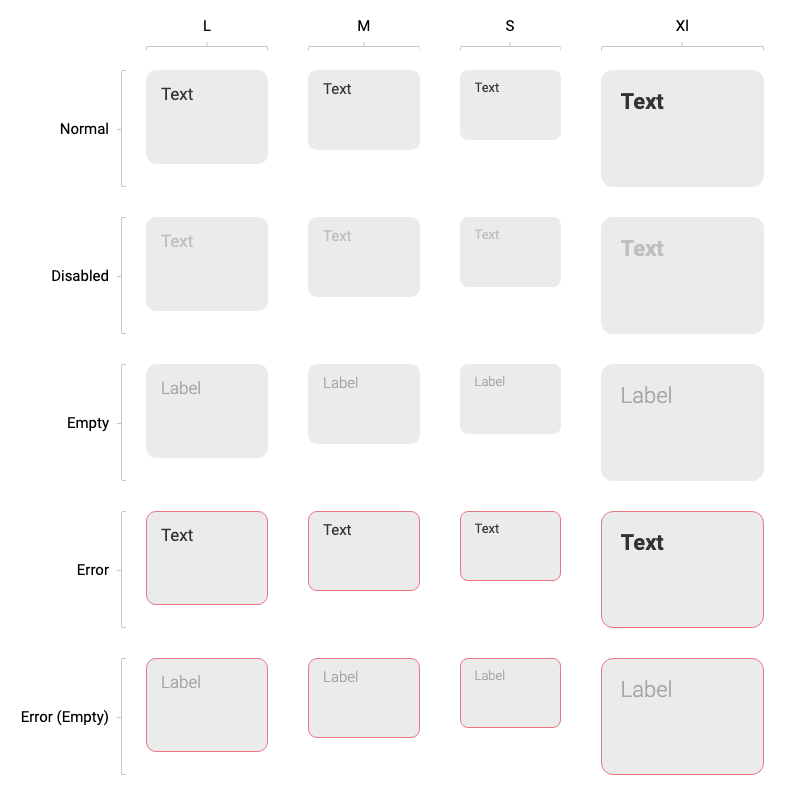 L M S Xl
Normal Text Text Text Text
Disabled Text Text Text Text
Empty Label Label Label Label
Error Text Text Text Text
Error (Empty) Label Label Label Label